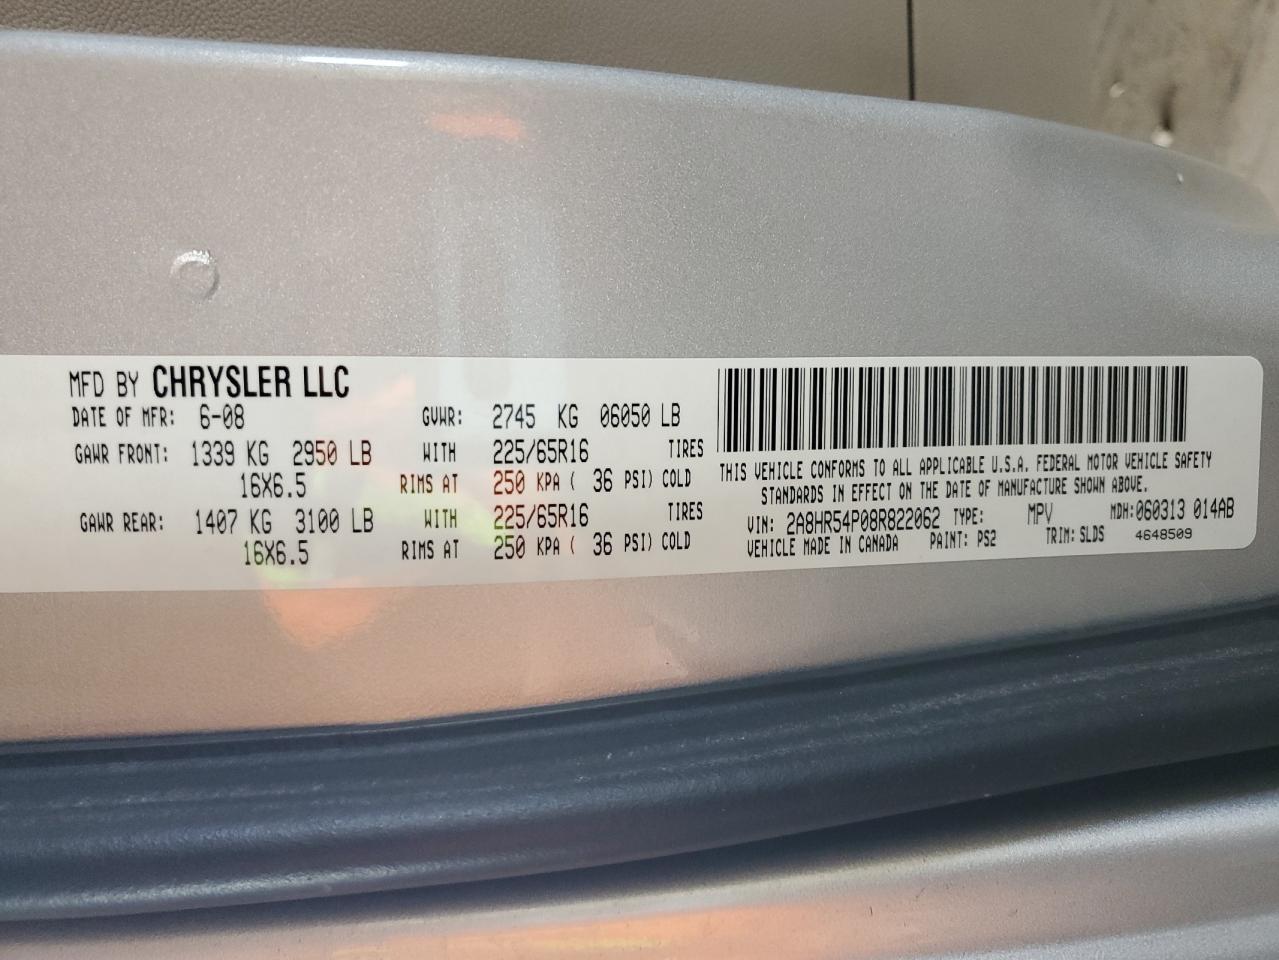 MFD BY CHRYSLER LLC
DATE OF MFR: 6-08 GVWR: 2745 KG 06050 LB
GAWR FRONT: 1339 KG 2950 LB WITH 225/65R16 TIRES
16X6.5 RIMS AT 250 KPA ( 36 PSI) COLD
GAWR REAR: 1407 KG 3100 LB WITH 225/65R16 TIRES
16X6.5 RIMS AT 250 KPA ( 36 PSI) COLD
THIS VEHICLE CONFORMS TO ALL APPLICABLE U.S.A. FEDERAL MOTOR VEHICLE SAFETY
STANDARDS IN EFFECT ON THE DATE OF MANUFACTURE SHOWN ABOVE.
VIN: 2A8HR54P08R822062 TYPE: MPV MDH:060313 014AB
VEHICLE MADE IN CANADA PAINT: PS2 TRIM: SLDS 4648509